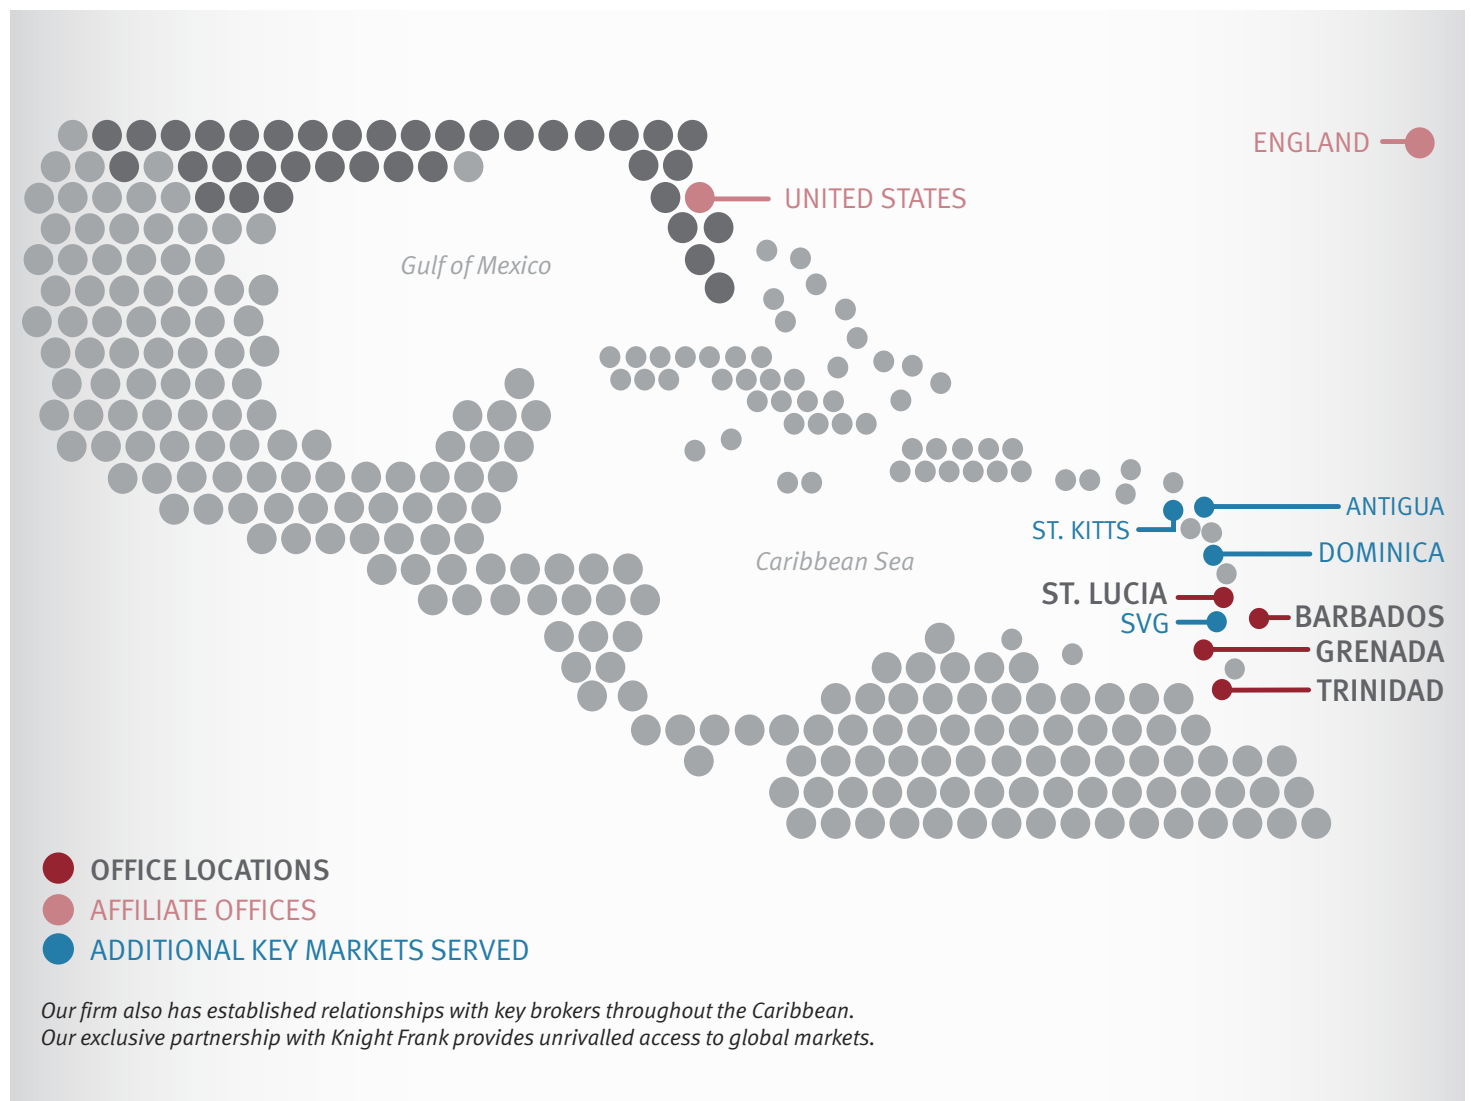 ENGLAND
UNITED STATES
Gulf of Mexico
ANTIGUA
ST. KITTS
DOMINICA
Caribbean Sea
ST. LUCIA
BARBADOS
SVG
GRENADA
TRINIDAD
OFFICE LOCATIONS
AFFILIATE OFFICES
ADDITIONAL KEY MARKETS SERVED
Our firm also has established relationships with key brokers throughout the Caribbean.
Our exclusive partnership with Knight Frank provides unrivalled access to global markets.